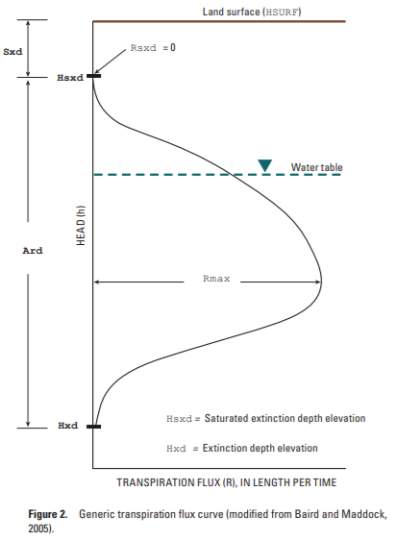 Land surface (HSURF)
Sxd
Rsxd = 0
Hsxd
Water table
HEAD (h)
Ard
Rmax
Hsxd = Saturated extinction depth elevation
Hxd
Hxd = Extinction depth elevation
TRANSPIRATION FLUX (R), IN LENGTH PER TIME
Figure 2. Generic transpiration flux curve (modified from Baird and Maddock,
2005).